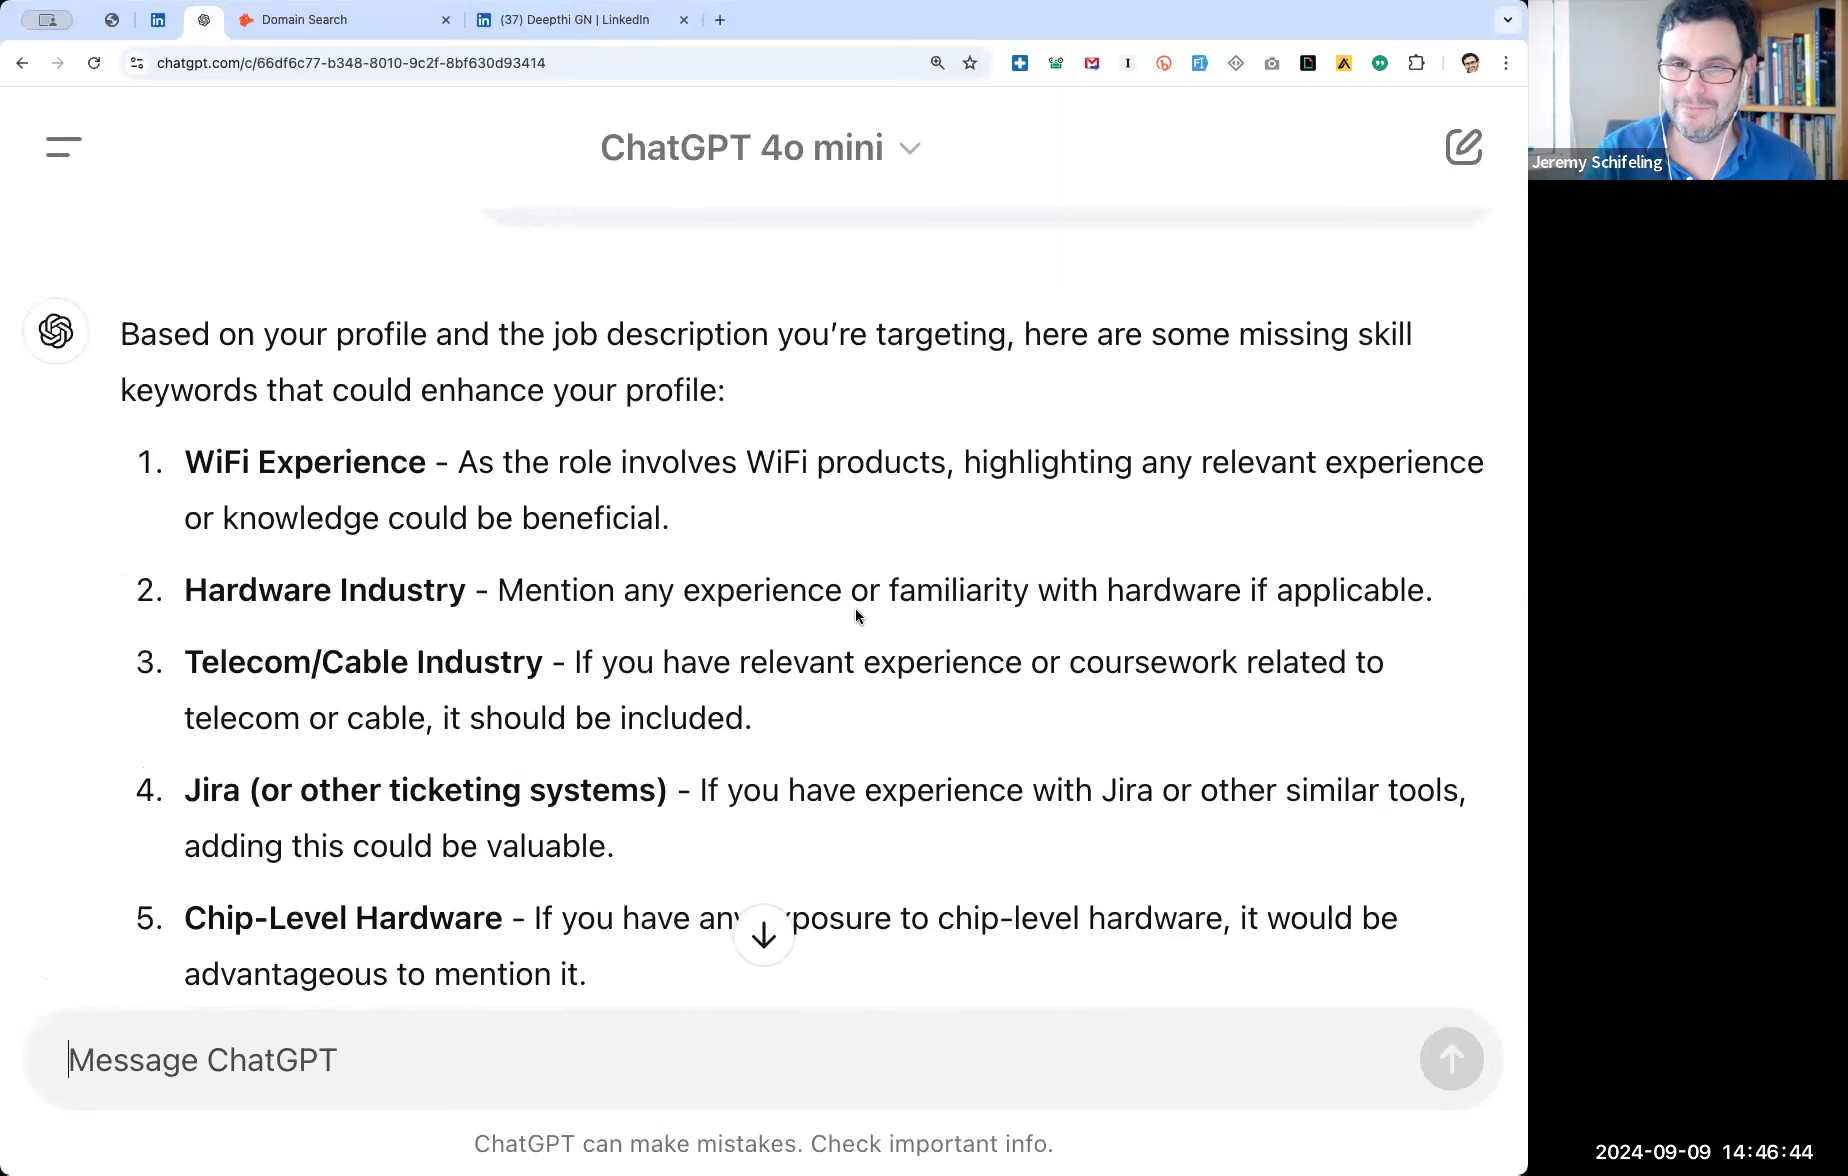 Domain Search
(37) Deepthi GN | LinkedIn
chatgpt.com/c/66df6c77-b348-8010-9c2f-8bf630d93414
Jeremy Schifeling
ChatGPT 4o mini
Based on your profile and the job description you’re targeting, here are some missing skill
keywords that could enhance your profile:
1. WiFi Experience - As the role involves WiFi products, highlighting any relevant experience
or knowledge could be beneficial.
2. Hardware Industry - Mention any experience or familiarity with hardware if applicable.
3. Telecom/Cable Industry - If you have relevant experience or coursework related to
telecom or cable, it should be included.
4. Jira (or other ticketing systems) - If you have experience with Jira or other similar tools,
adding this could be valuable.
5. Chip-Level Hardware - If you have any xposure to chip-level hardware, it would be
advantageous to mention it.
Message ChatGPT
ChatGPT can make mistakes. Check important info.
2024-09-09 14:46:44